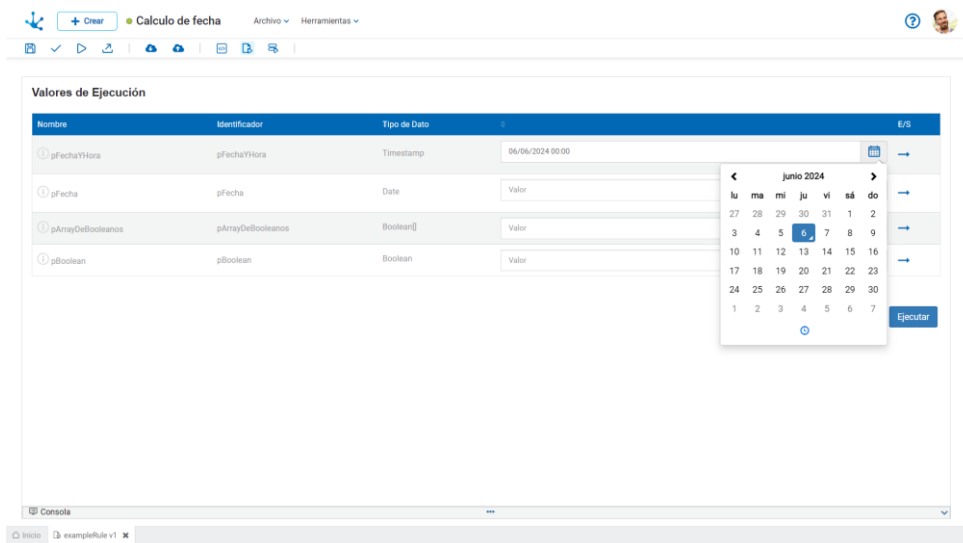 + Crear
Calculo de fecha
Archivo
Herramientas
Valores de Ejecución
Nombre Identificador Tipo de Dato E/S
pFechaYHora pFechaYHora Timestamp 06/06/2024 00:00
pFecha pFecha Date Valor
pArrayDeBooleanos pArrayDeBooleanos Boolean[] Valor
pBoolean pBoolean Boolean Valor
junio 2024
lu ma mi ju vi sá do
27 28 29 30 31 1 2
3 4 5 6 7 8 9
10 11 12 13 14 15 16
17 18 19 20 21 22 23
24 25 26 27 28 29 30
1 2 3 4 5 6 7
Ejecutar
Consola
Inicio
exampleRule v1